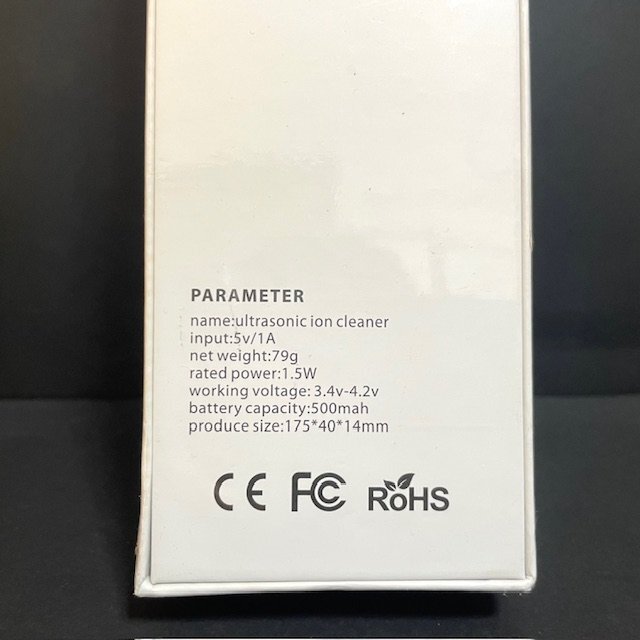 PARAMETER
name:ultrasonic ion cleaner
input:5v/1A
net weight:79g
rated power:1.5W
working voltage: 3.4v-4.2v
battery capacity:500mah
produce size:175*40*14mm
CE FC RoHS